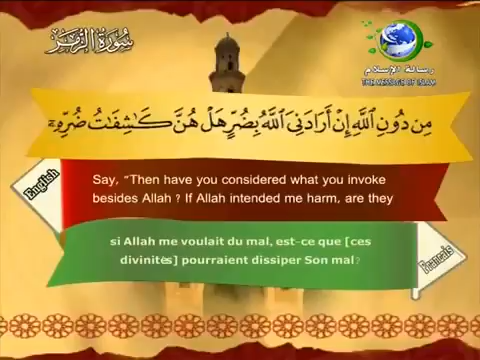 سُورَةُ الزُّمَر
رسالة الإسلام
THE MESSAGE OF ISLAM
مِن دُونِ ٱللَّهِ إِنْ أَرَادَنِىَ ٱللَّهُ بِضُرٍّ هَلْ هُنَّ كَـٰشِفَـٰتُ ضُرِّهِۦٓ
English
Say, "Then have you considered what you invoke
besides Allah ? If Allah intended me harm, are they
si Allah me voulait du mal, est-ce que [ces
divinités] pourraient dissiper Son mal?
Francais